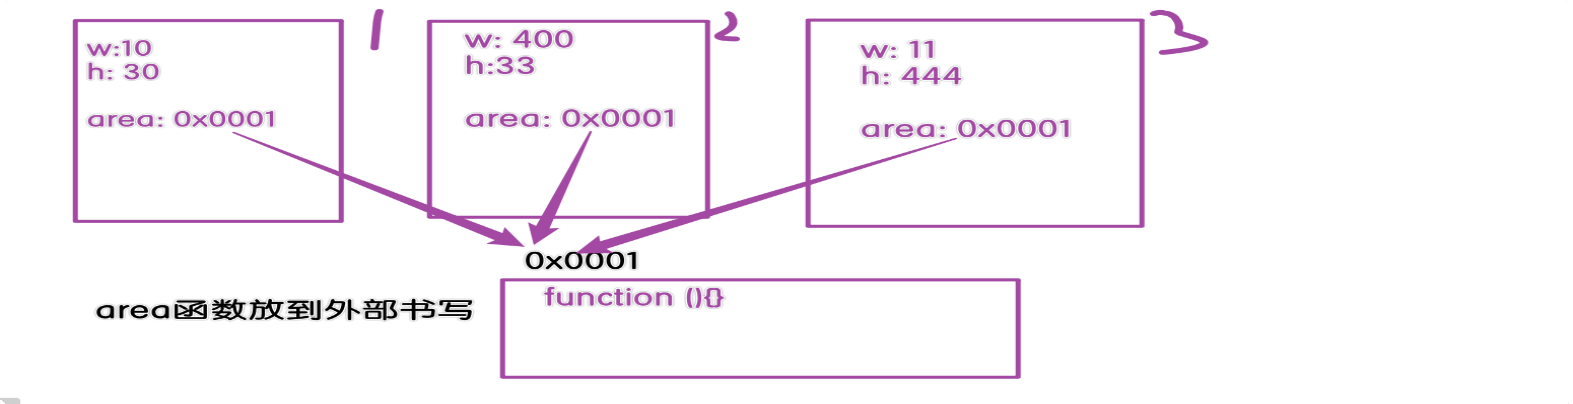 1
w:10
h: 30
area: 0x0001
2
w: 400
h:33
area: 0x0001
3
w: 11
h: 444
area: 0x0001
0x0001
function (){}
area函数放到外部书写